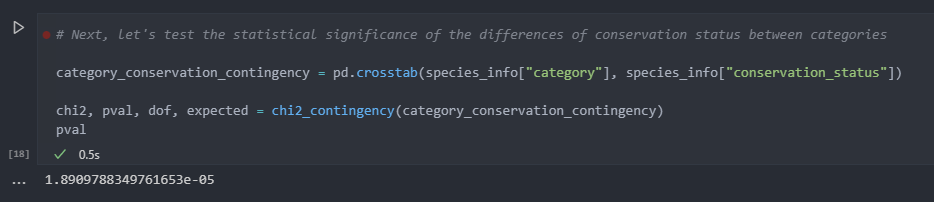 # Next, let's test the statistical significance of the differences of conservation status between categories
category_conservation_contingency = pd.crosstab(species_info["category"], species_info["conservation_status"])
chi2, pval, dof, expected = chi2_contingency(category_conservation_contingency)
pval
[18] 0.5s
... 1.8909788349761653e-05